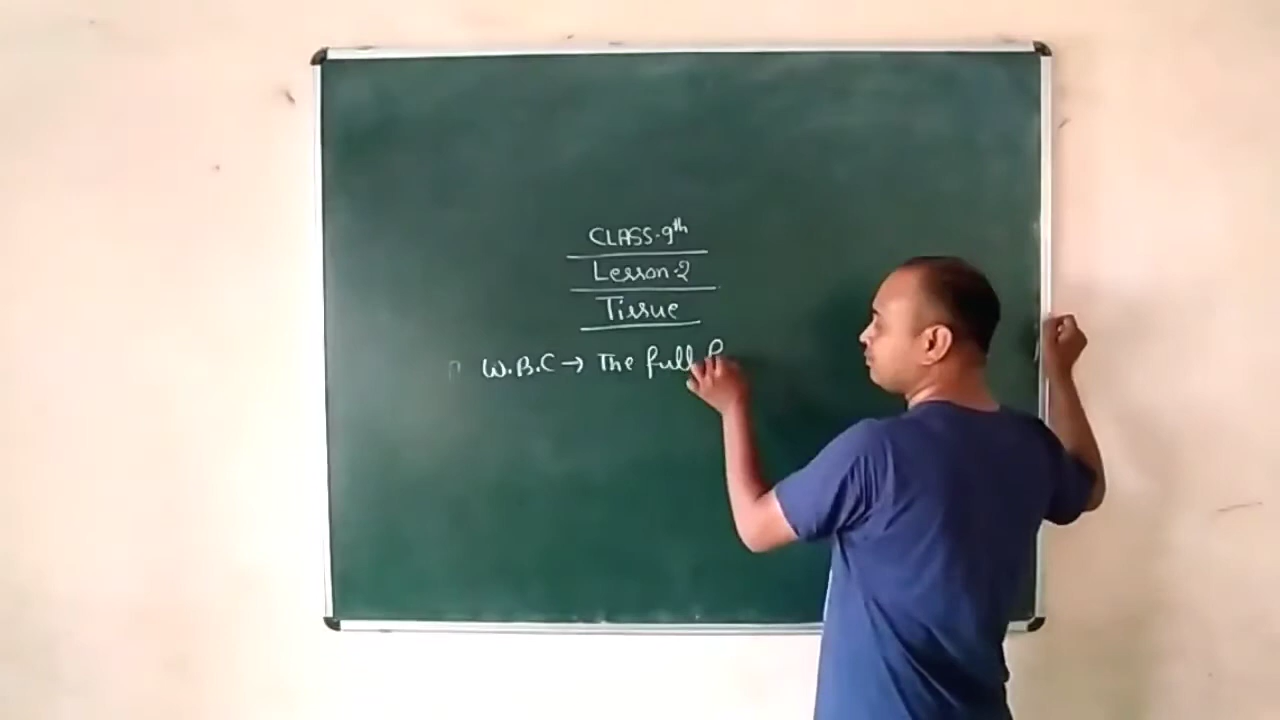 CLASS-9th
Lesson-2
Tissue
W.B.C → The full